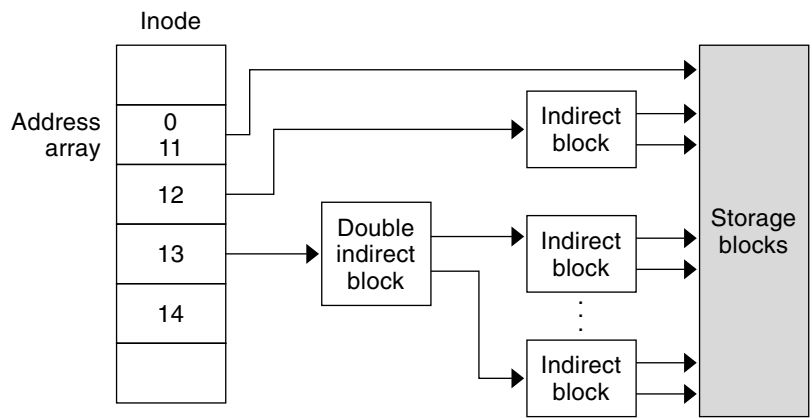 Inode
Address
array
0
11
12
13
14
Double
indirect
block
Indirect
block
Indirect
block
Indirect
block
Storage
blocks